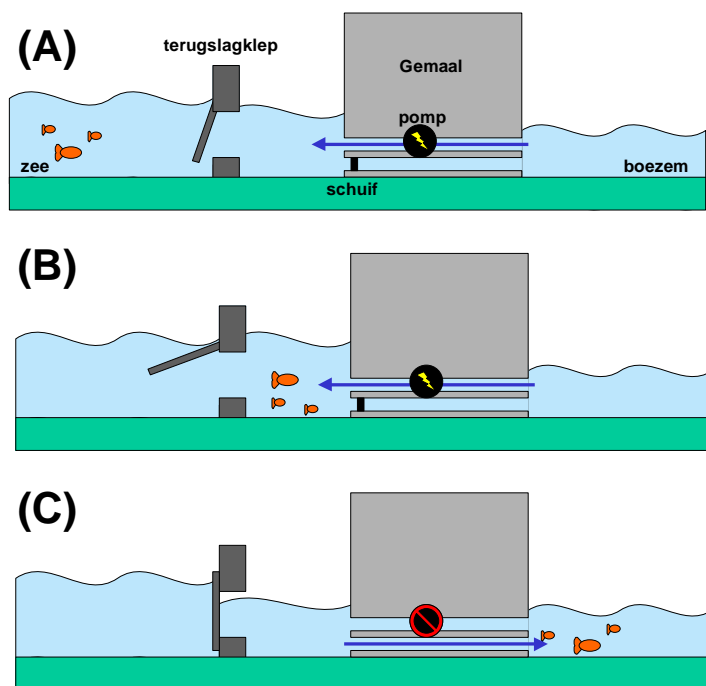 (A)
terugslagklep
Gemaal
pomp
zee
boezem
schuif
(B)
(C)